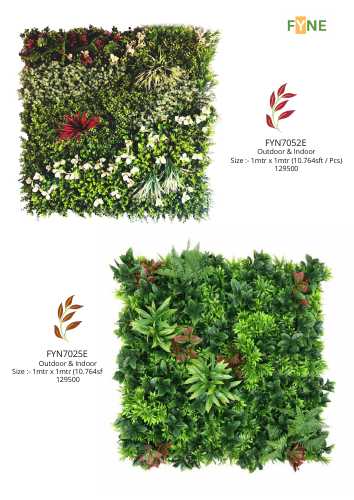 FYNE
FYN7052E
Outdoor & Indoor
Size :- 1mtr x 1mtr (10.764sft / Pcs)
129500
FYN7025E
Outdoor & Indoor
Size :- 1mtr x 1mtr (10.764sf
129500